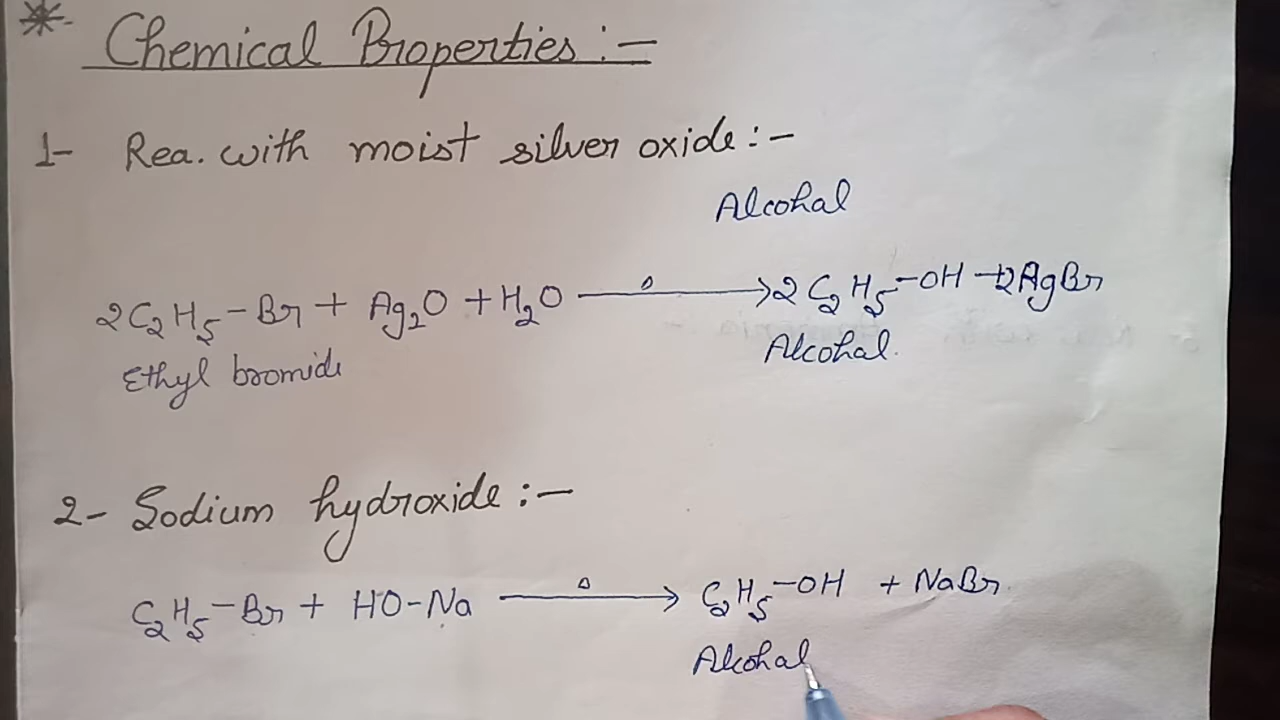 * Chemical Properties :-
1- Rea. with moist silver oxide :-
Alcohal
2C₂H₅-Br + Ag₂O + H₂O —Δ→ 2C₂H₅-OH + 2AgBr
Ethyl bromide Alcohal.
2- Sodium hydroxide :-
C₂H₅-Br + HO-Na —Δ→ C₂H₅-OH + NaBr.
Alcohal